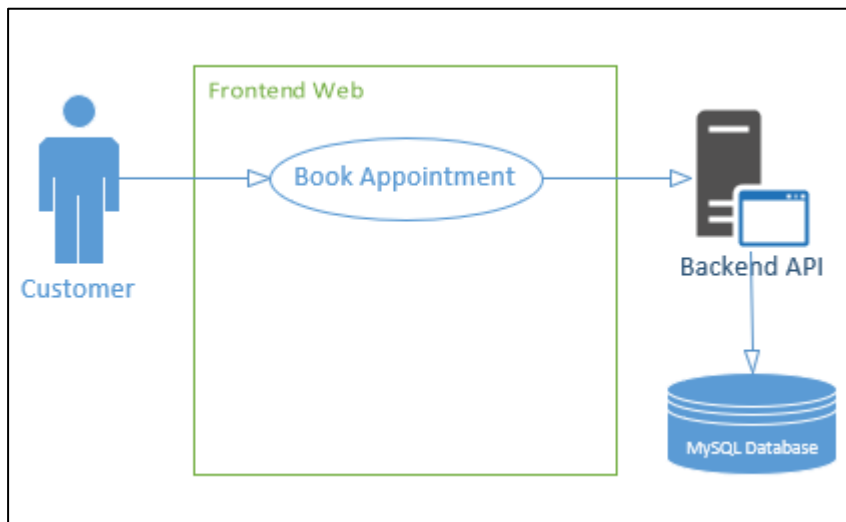 Frontend Web
Book Appointment
Customer
Backend API
MySQL Database